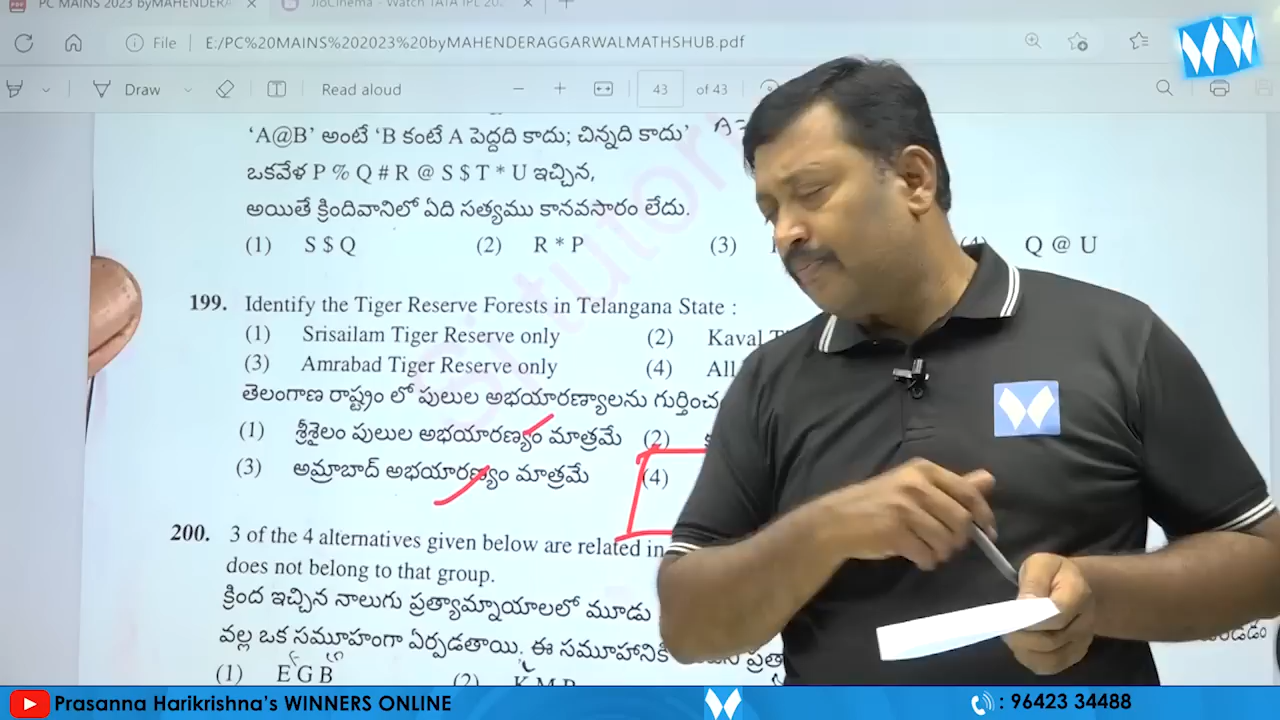 PC MAINS 2023 byMAHENDERA
JioCinema - Watch TATA IPL 202
File E:/PC%20MAINS%202023%20byMAHENDERAGGARWALMATHSHUB.pdf
Draw Read aloud 43 of 43
‘A@B’ అంటే ‘B కంటే A పెద్దది కాదు; చిన్నది కాదు’
ఒకవేళ P % Q # R @ S $ T * U ఇచ్చిన,
అయితే క్రిందివానిలో ఏది సత్యము కానవసారం లేదు.
(1) S $ Q (2) R * P (3) (4) Q @ U
199. Identify the Tiger Reserve Forests in Telangana State :
(1) Srisailam Tiger Reserve only (2) Kaval
(3) Amrabad Tiger Reserve only (4) All
తెలంగాణ రాష్ట్రం లో పులుల అభయారణ్యాలను
(1) శ్రీశైలం పులుల అభయారణ్యం మాత్రమే (2)
(3) అమ్రాబాద్ అభయారణ్యం మాత్రమే (4)
200. 3 of the 4 alternatives given below are related in
does not belong to that group.
క్రింద ఇచ్చిన నాలుగు ప్రత్యామ్నాయాలలో మూడు
వల్ల ఒక సమూహంగా ఏర్పడతాయి. ఈ సమూహానికి
(1) E G B (2)
sjtutori
Prasanna Harikrishna's WINNERS ONLINE : 96423 34488